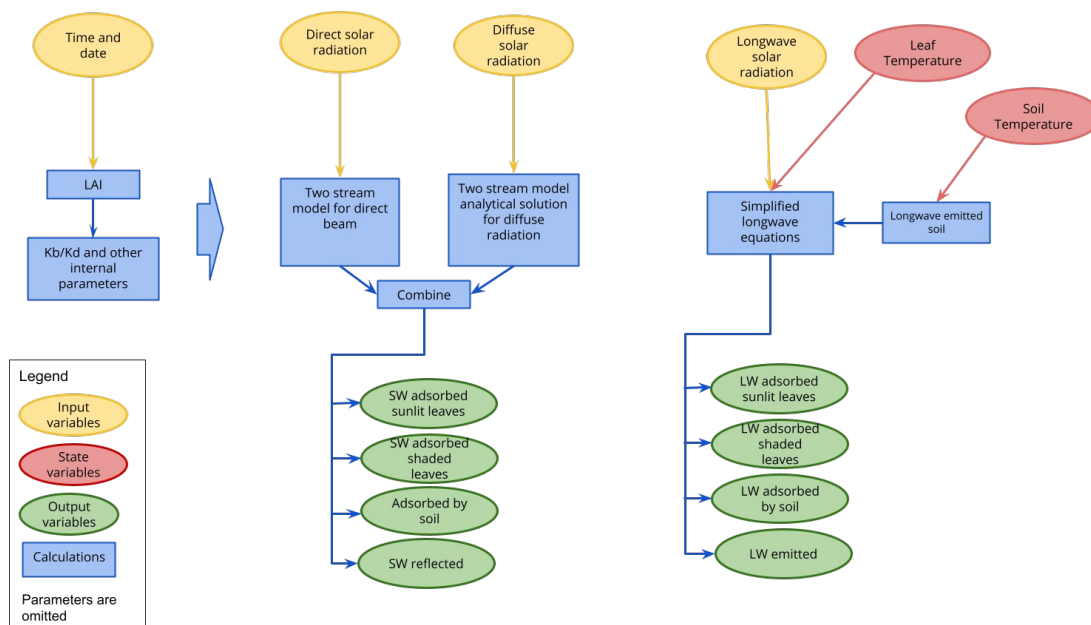 Time and
date
Direct solar
radiation
Diffuse
solar
radiation
Longwave
solar
radiation
Leaf
Temperature
Soil
Temperature
LAI
Kb/Kd and other
internal
parameters
Two stream
model for direct
beam
Two stream model
analytical solution
for diffuse
radiation
Simplified
longwave
equations
Longwave emitted
soil
Combine
Legend
Input
variables
State
variables
Output
variables
Calculations
Parameters are
omitted
SW adsorbed
sunlit leaves
SW adsorbed
shaded
leaves
Adsorbed by
soil
SW reflected
LW adsorbed
sunlit leaves
LW adsorbed
shaded
leaves
LW adsorbed
by soil
LW emitted